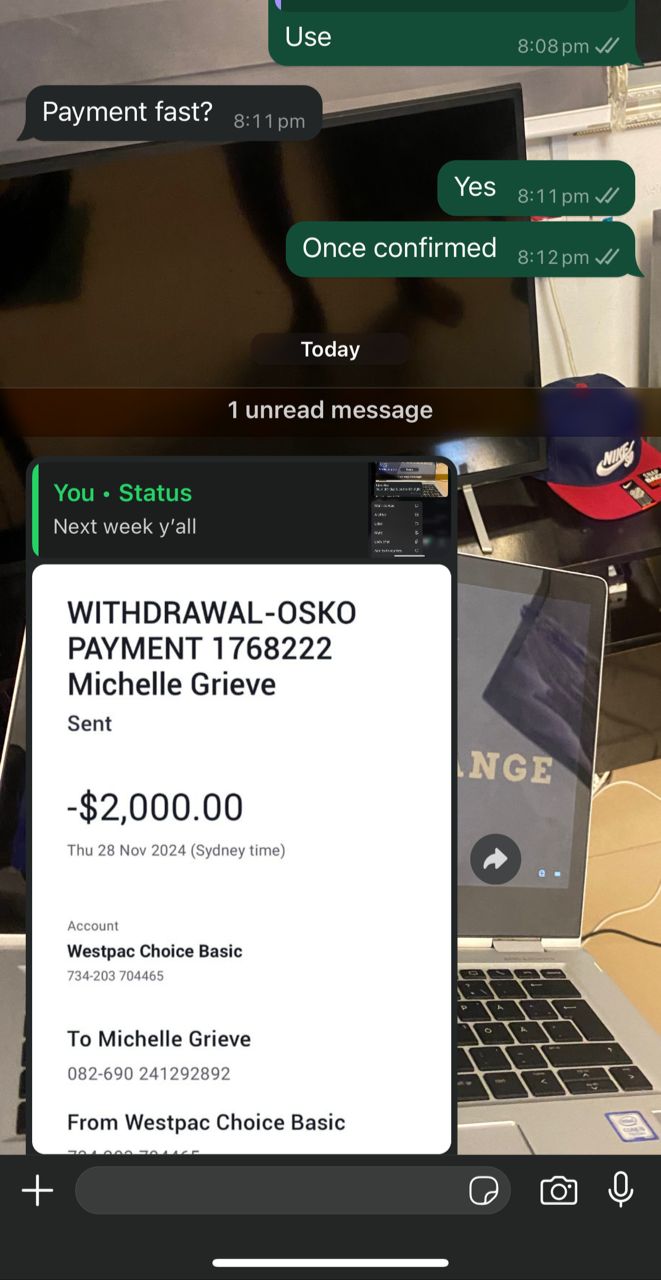 Use
8:08 pm
Payment fast? 8:11 pm
Yes 8:11 pm
Once confirmed 8:12 pm
Today
1 unread message
You • Status
Next week y'all
WITHDRAWAL-OSKO
PAYMENT 1768222
Michelle Grieve
Sent
-$2,000.00
Thu 28 Nov 2024 (Sydney time)
Account
Westpac Choice Basic
734-203 704465
To Michelle Grieve
082-690 241292892
From Westpac Choice Basic
NGE